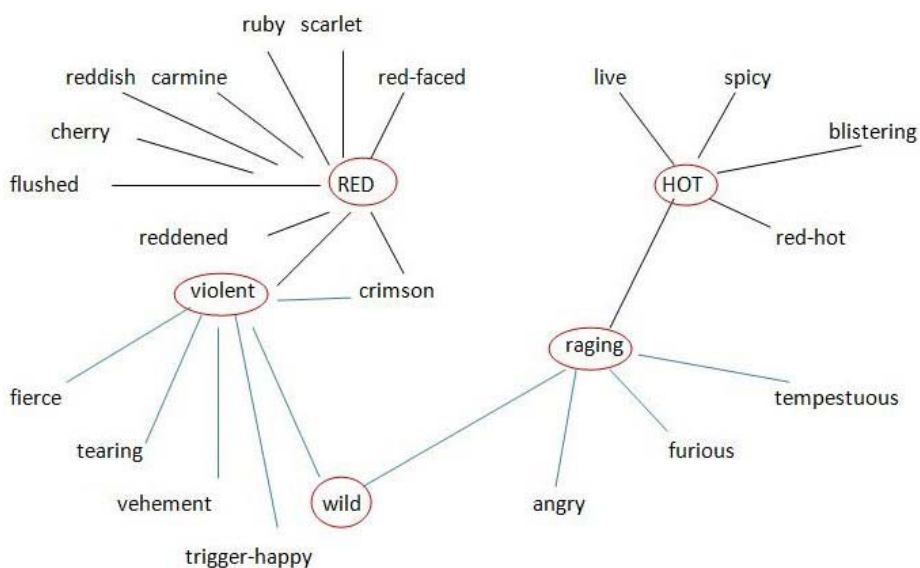 ruby scarlet
reddish carmine red-faced live spicy
cherry blistering
flushed RED HOT
reddened red-hot
violent crimson
raging
fierce tempestuous
tearing furious
vehement wild angry
trigger-happy